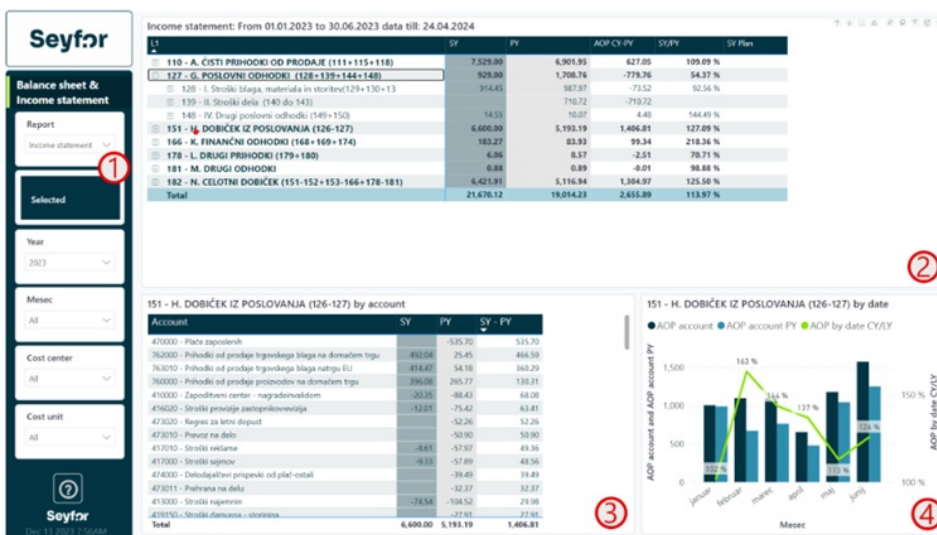 Seyfor
Balance sheet &
Income statement
Report
Income statement
1
Selected
Year
2023
Mesec
All
Cost center
All
Cost unit
All
Seyfor
Dec 13 2023 7:56AM
Income statement: From 01.01.2023 to 30.06.2023 data till: 24.04.2024
L1 SY PY AOP CY-PY SY/PY SY Plan
110 - A. ČISTI PRIHODKI OD PRODAJE (111+115+118) 7,529.00 6,901.95 627.05 109.09 %
127 - G. POSLOVNI ODHODKI (128+139+144+148) 929.00 1,708.76 -779.76 54.37 %
128 - I. Stroški blaga, materiala in storitev(129+130+13 914.45 987.97 -73.52 92.56 %
139 - II. Stroški dela (140 do 143) 710.72 -710.72
148 - IV. Drugi poslovni odhodki (149+150) 14.55 10.07 4.48 144.49 %
151 - H. DOBIČEK IZ POSLOVANJA (126-127) 6,600.00 5,193.19 1,406.81 127.09 %
166 - K. FINANČNI ODHODKI (168+169+174) 183.27 83.93 99.34 218.36 %
178 - L. DRUGI PRIHODKI (179+180) 6.06 8.57 -2.51 70.71 %
181 - M. DRUGI ODHODKI 0.88 0.89 -0.01 98.88 %
182 - N. CELOTNI DOBIČEK (151-152+153-166+178-181) 6,421.91 5,116.94 1,304.97 125.50 %
Total 21,670.12 19,014.23 2,655.89 113.97 %
2
151 - H. DOBIČEK IZ POSLOVANJA (126-127) by account
Account SY PY SY - PY
470000 - Plače zaposlenih -535.70 535.70
762000 - Prihodki od prodaje trgovskega blaga na domačem trgu 492.04 25.45 466.59
763010 - Prihodki od prodaje trgovskega blaga natrgu EU 414.47 54.18 360.29
760000 - Prihodki od prodaje proizvodov na domačem trgu 396.08 265.77 130.31
410000 - Zaposlitveni center - nagradeinvalidom -20.35 -88.43 68.08
416020 - Stroški provizije zastopnikovrevizija -12.01 -75.42 63.41
473020 - Regres za letni dopust -52.26 52.26
473010 - Prevoz na delo -50.90 50.90
417010 - Stroški reklame -8.61 -57.97 49.36
417000 - Stroški sejmov -9.33 -57.89 48.56
474000 - Delodajalčevi prispevki od plač-ostali -39.49 39.49
473011 - Prehrana na delu -32.37 32.37
413000 - Stroški najemnin -74.54 -104.52 29.98
419150 - Stroški -27.91 27.91
Total 6,600.00 5,193.19 1,406.81
3
151 - H. DOBIČEK IZ POSLOVANJA (126-127) by date
AOP account AOP account PY AOP by date CY/LY
AOP account and AOP account PY
1,500
1,000
500
0
102 %
163 %
144 %
137 %
113 %
126 %
150 %
100 %
AOP by date CY/LY
januar
februar
marec
april
maj
junij
Mesec
4